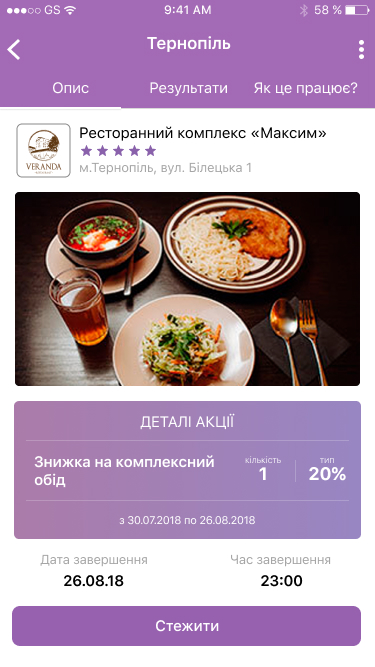 GS 9:41 AM 58 %
Тернопіль
Опис Результати Як це працює?
Ресторанний комплекс «Максим»
VERANDA
м.Тернопіль, вул. Білецька 1
ДЕТАЛІ АКЦІЇ
Знижка на комплексний
обід
кількість
1
тип
20%
з 30.07.2018 по 26.08.2018
Дата завершення Час завершення
26.08.18 23:00
Стежити